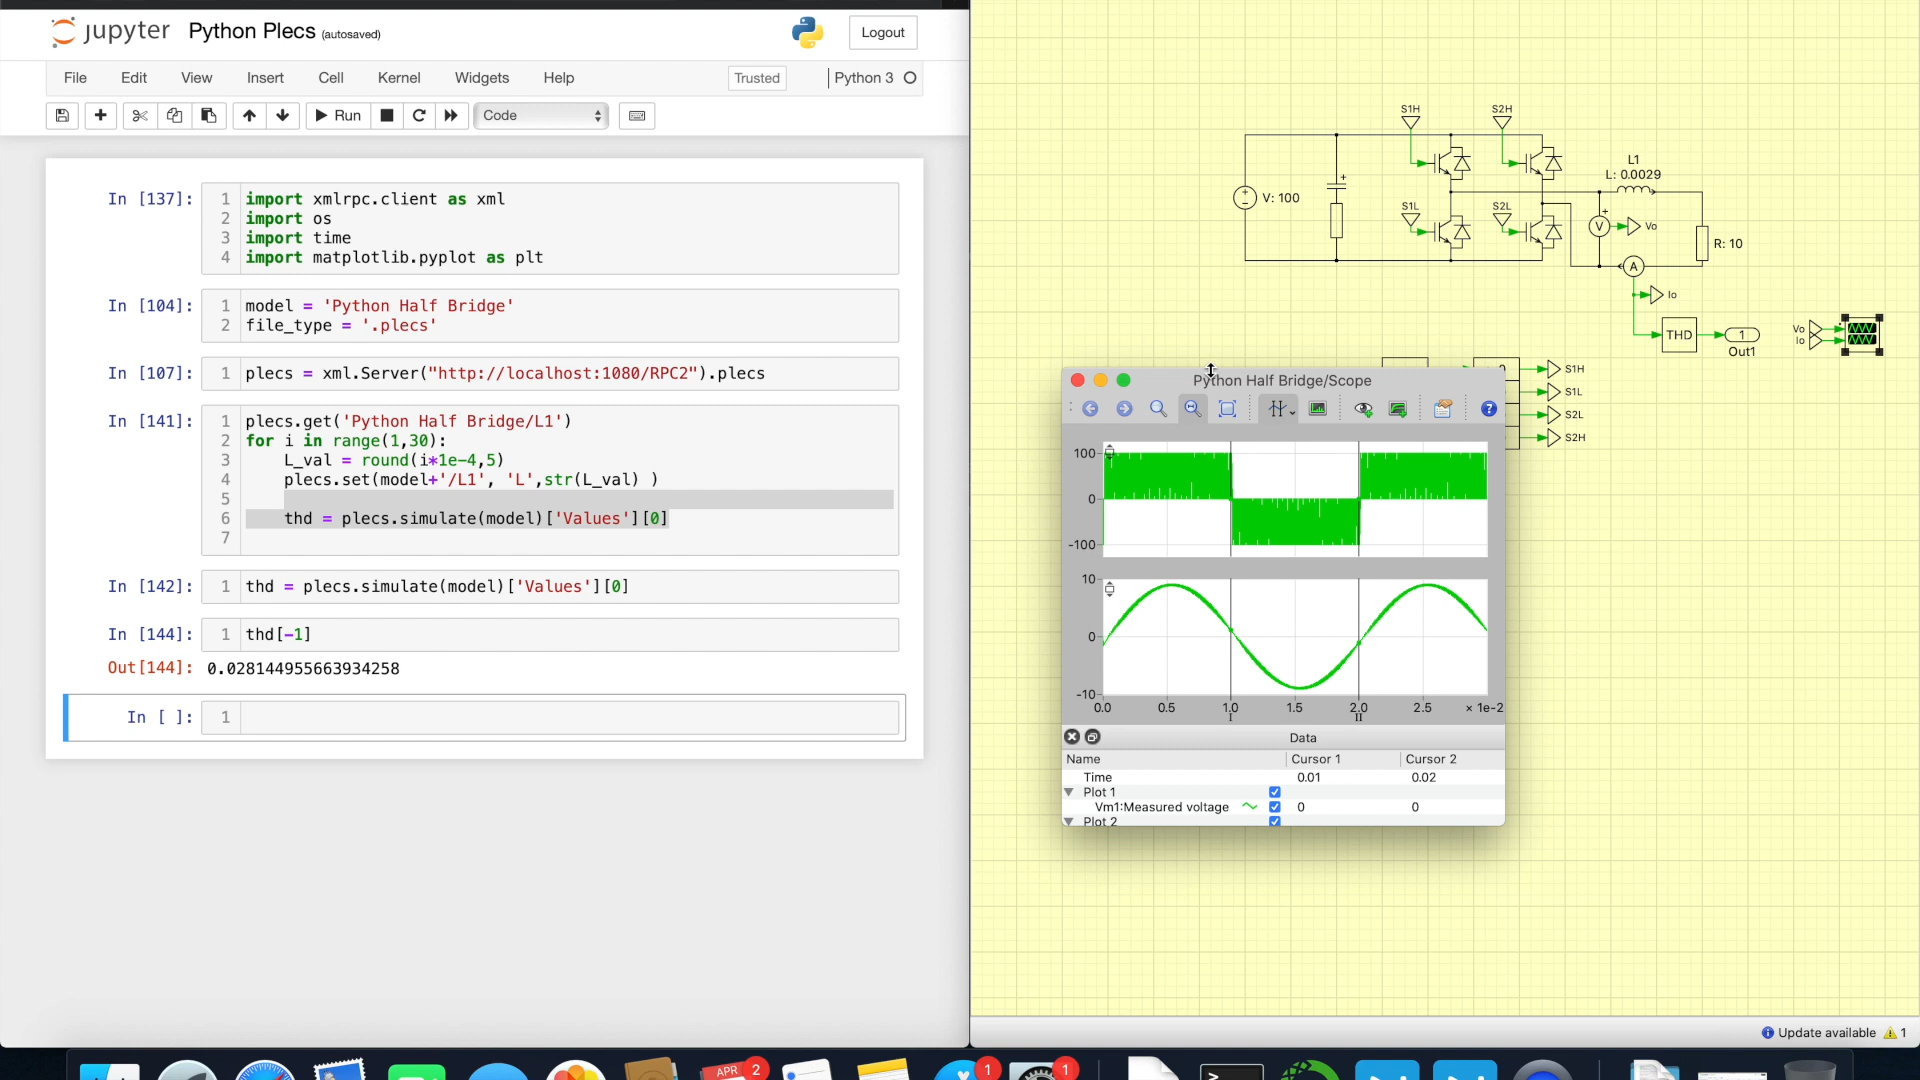 jupyter Python Plecs (autosaved)
Logout
File Edit View Insert Cell Kernel Widgets Help
Trusted
Python 3
Run
Code
In [137]:
1 import xmlrpc.client as xml
2 import os
3 import time
4 import matplotlib.pyplot as plt
In [104]:
1 model = 'Python Half Bridge'
2 file_type = '.plecs'
In [107]:
1 plecs = xml.Server("http://localhost:1080/RPC2").plecs
In [141]:
1 plecs.get('Python Half Bridge/L1')
2 for i in range(1,30):
3 L_val = round(i*1e-4,5)
4 plecs.set(model+'/L1', 'L',str(L_val) )
5
6 thd = plecs.simulate(model)['Values'][0]
7
In [142]:
1 thd = plecs.simulate(model)['Values'][0]
In [144]:
1 thd[-1]
Out[144]: 0.028144955663934258
In [ ]:
1
S1H S2H
L1
L: 0.0029
V: 100
S1L S2L
V
Vo
R: 10
A
Io
THD
1
Out1
Vo
Io
S1H
S1L
S2L
S2H
Python Half Bridge/Scope
100
0
-100
10
0
-10
0.0 0.5 1.0 1.5 2.0 2.5 × 1e-2
I II
Data
Name Cursor 1 Cursor 2
Time 0.01 0.02
Plot 1
Vm1:Measured voltage 0 0
Plot 2
Update available 1
APR 2
1
1